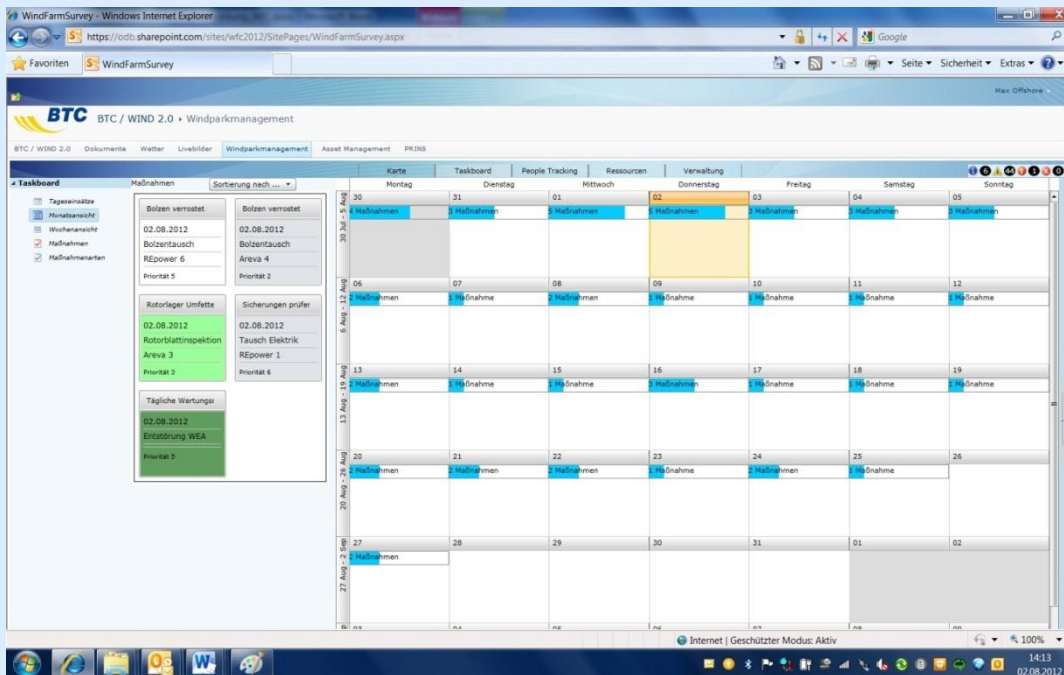 WindFarmSurvey - Windows Internet Explorer
https://odb.sharepoint.com/sites/wfc2012/SitePages/WindFarmSurvey.aspx
Google
Favoriten
WindFarmSurvey
Seite
Sicherheit
Extras
Max Offshore
BTC
BTC / WIND 2.0 › Windparkmanagement
BTC / WIND 2.0 Dokumente Wetter Livebilder Windparkmanagement Asset Management PRINS
Karte Taskboard People Tracking Ressourcen Verwaltung
Taskboard
Tageseinsätze
Monatsansicht
Wochenansicht
Maßnahmen
Maßnahmenarten
Maßnahmen
Sortierung nach ...
Bolzen verrostet
02.08.2012
Bolzentausch
REpower 6
Priorität 5
Bolzen verrostet
02.08.2012
Bolzentausch
Areva 4
Priorität 2
Rotorlager Umfette
02.08.2012
Rotorblattinspektion
Areva 3
Priorität 3
Sicherungen prüfer
02.08.2012
Tausch Elektrik
REpower 1
Priorität 6
Tägliche Wartungs
02.08.2012
Entstörung WEA
Priorität 5
Montag Dienstag Mittwoch Donnerstag Freitag Samstag Sonntag
30 Jul - 5 Aug
30 31 01 02 03 04 05
4 Maßnahmen 3 Maßnahmen 5 Maßnahmen 5 Maßnahmen 3 Maßnahmen 3 Maßnahmen 3 Maßnahmen
6 Aug - 12 Aug
06 07 08 09 10 11 12
2 Maßnahmen 1 Maßnahme 2 Maßnahmen 1 Maßnahme 1 Maßnahme 1 Maßnahme 1 Maßnahme
13 Aug - 19 Aug
13 14 15 16 17 18 19
2 Maßnahmen 1 Maßnahme 1 Maßnahme 3 Maßnahmen 1 Maßnahme 1 Maßnahme 1 Maßnahme
20 Aug - 26 Aug
20 21 22 23 24 25 26
2 Maßnahmen 2 Maßnahmen 2 Maßnahmen 1 Maßnahme 2 Maßnahmen 1 Maßnahme
27 Aug - 2 Sep
27 28 29 30 31 01 02
2 Maßnahmen
Internet | Geschützter Modus: Aktiv
100%
14:13
02.08.2012